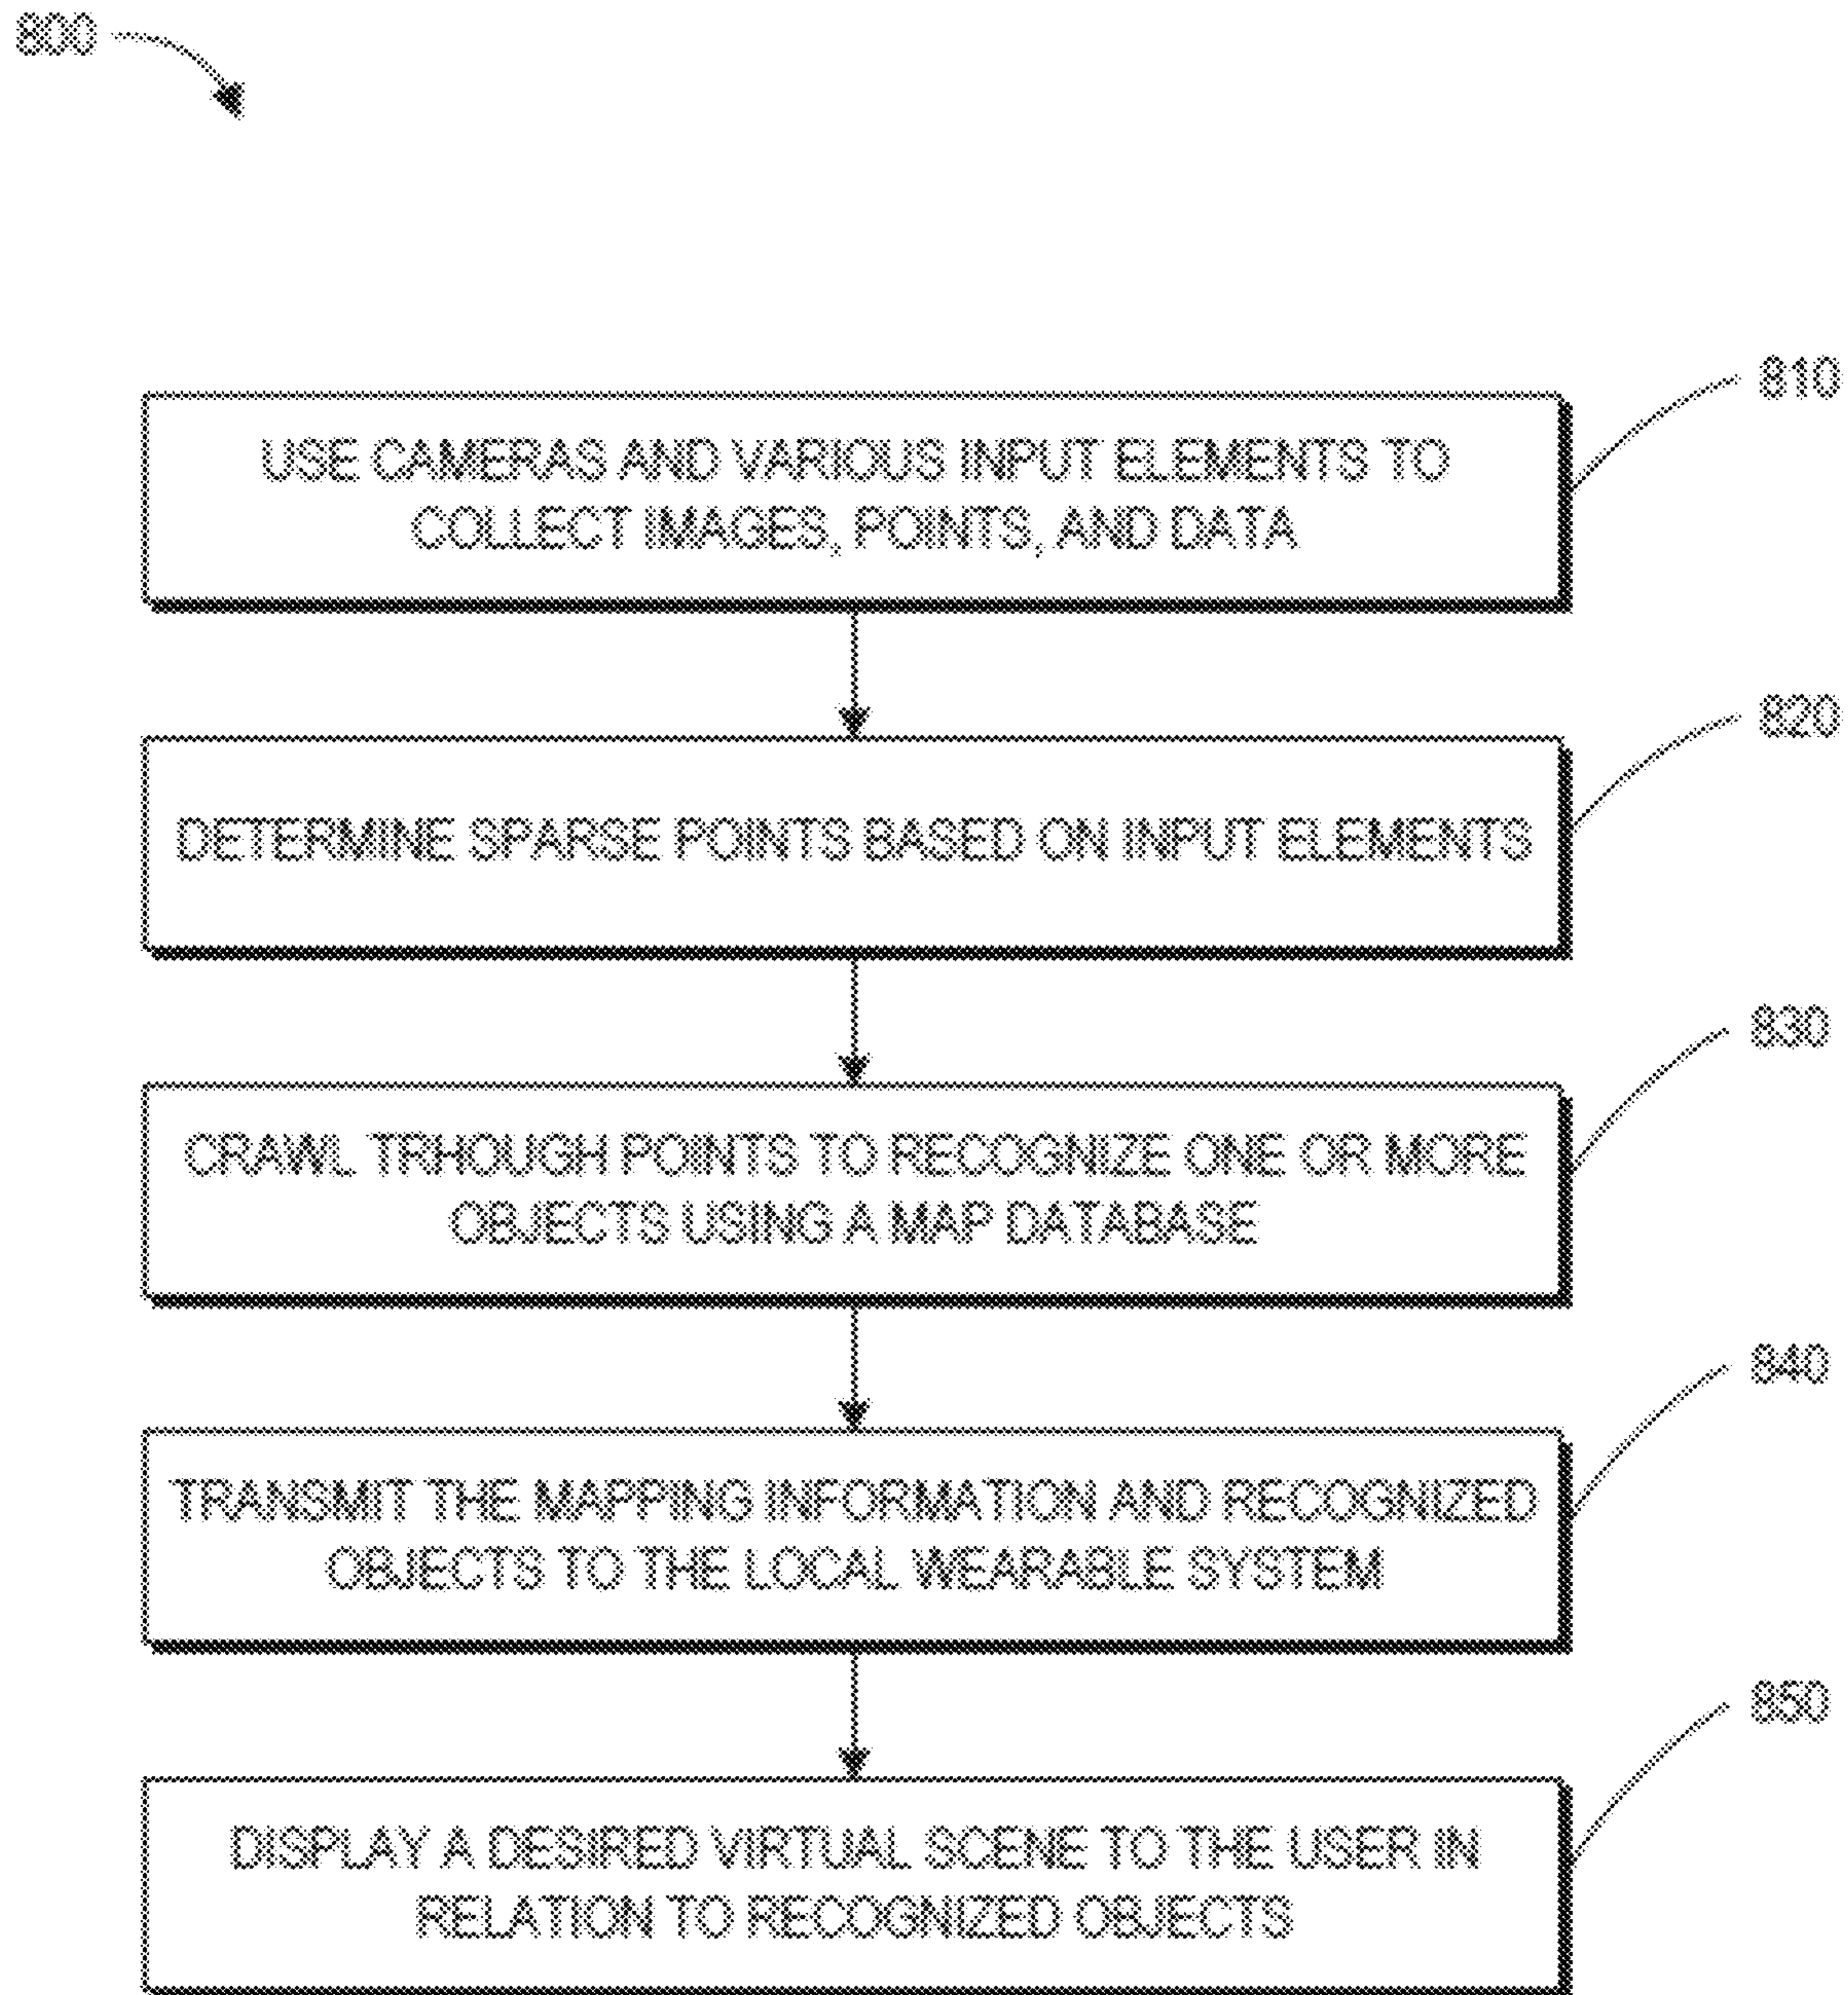 800
810
USE CAMERAS AND VARIOUS INPUT ELEMENTS TO
COLLECT IMAGES, POINTS, AND DATA
820
DETERMINE SPARSE POINTS BASED ON INPUT ELEMENTS
830
CRAWL TRHOUGH POINTS TO RECOGNIZE ONE OR MORE
OBJECTS USING A MAP DATABASE
840
TRANSMIT THE MAPPING INFORMATION AND RECOGNIZED
OBJECTS TO THE LOCAL WEARABLE SYSTEM
850
DISPLAY A DESIRED VIRTUAL SCENE TO THE USER IN
RELATION TO RECOGNIZED OBJECTS